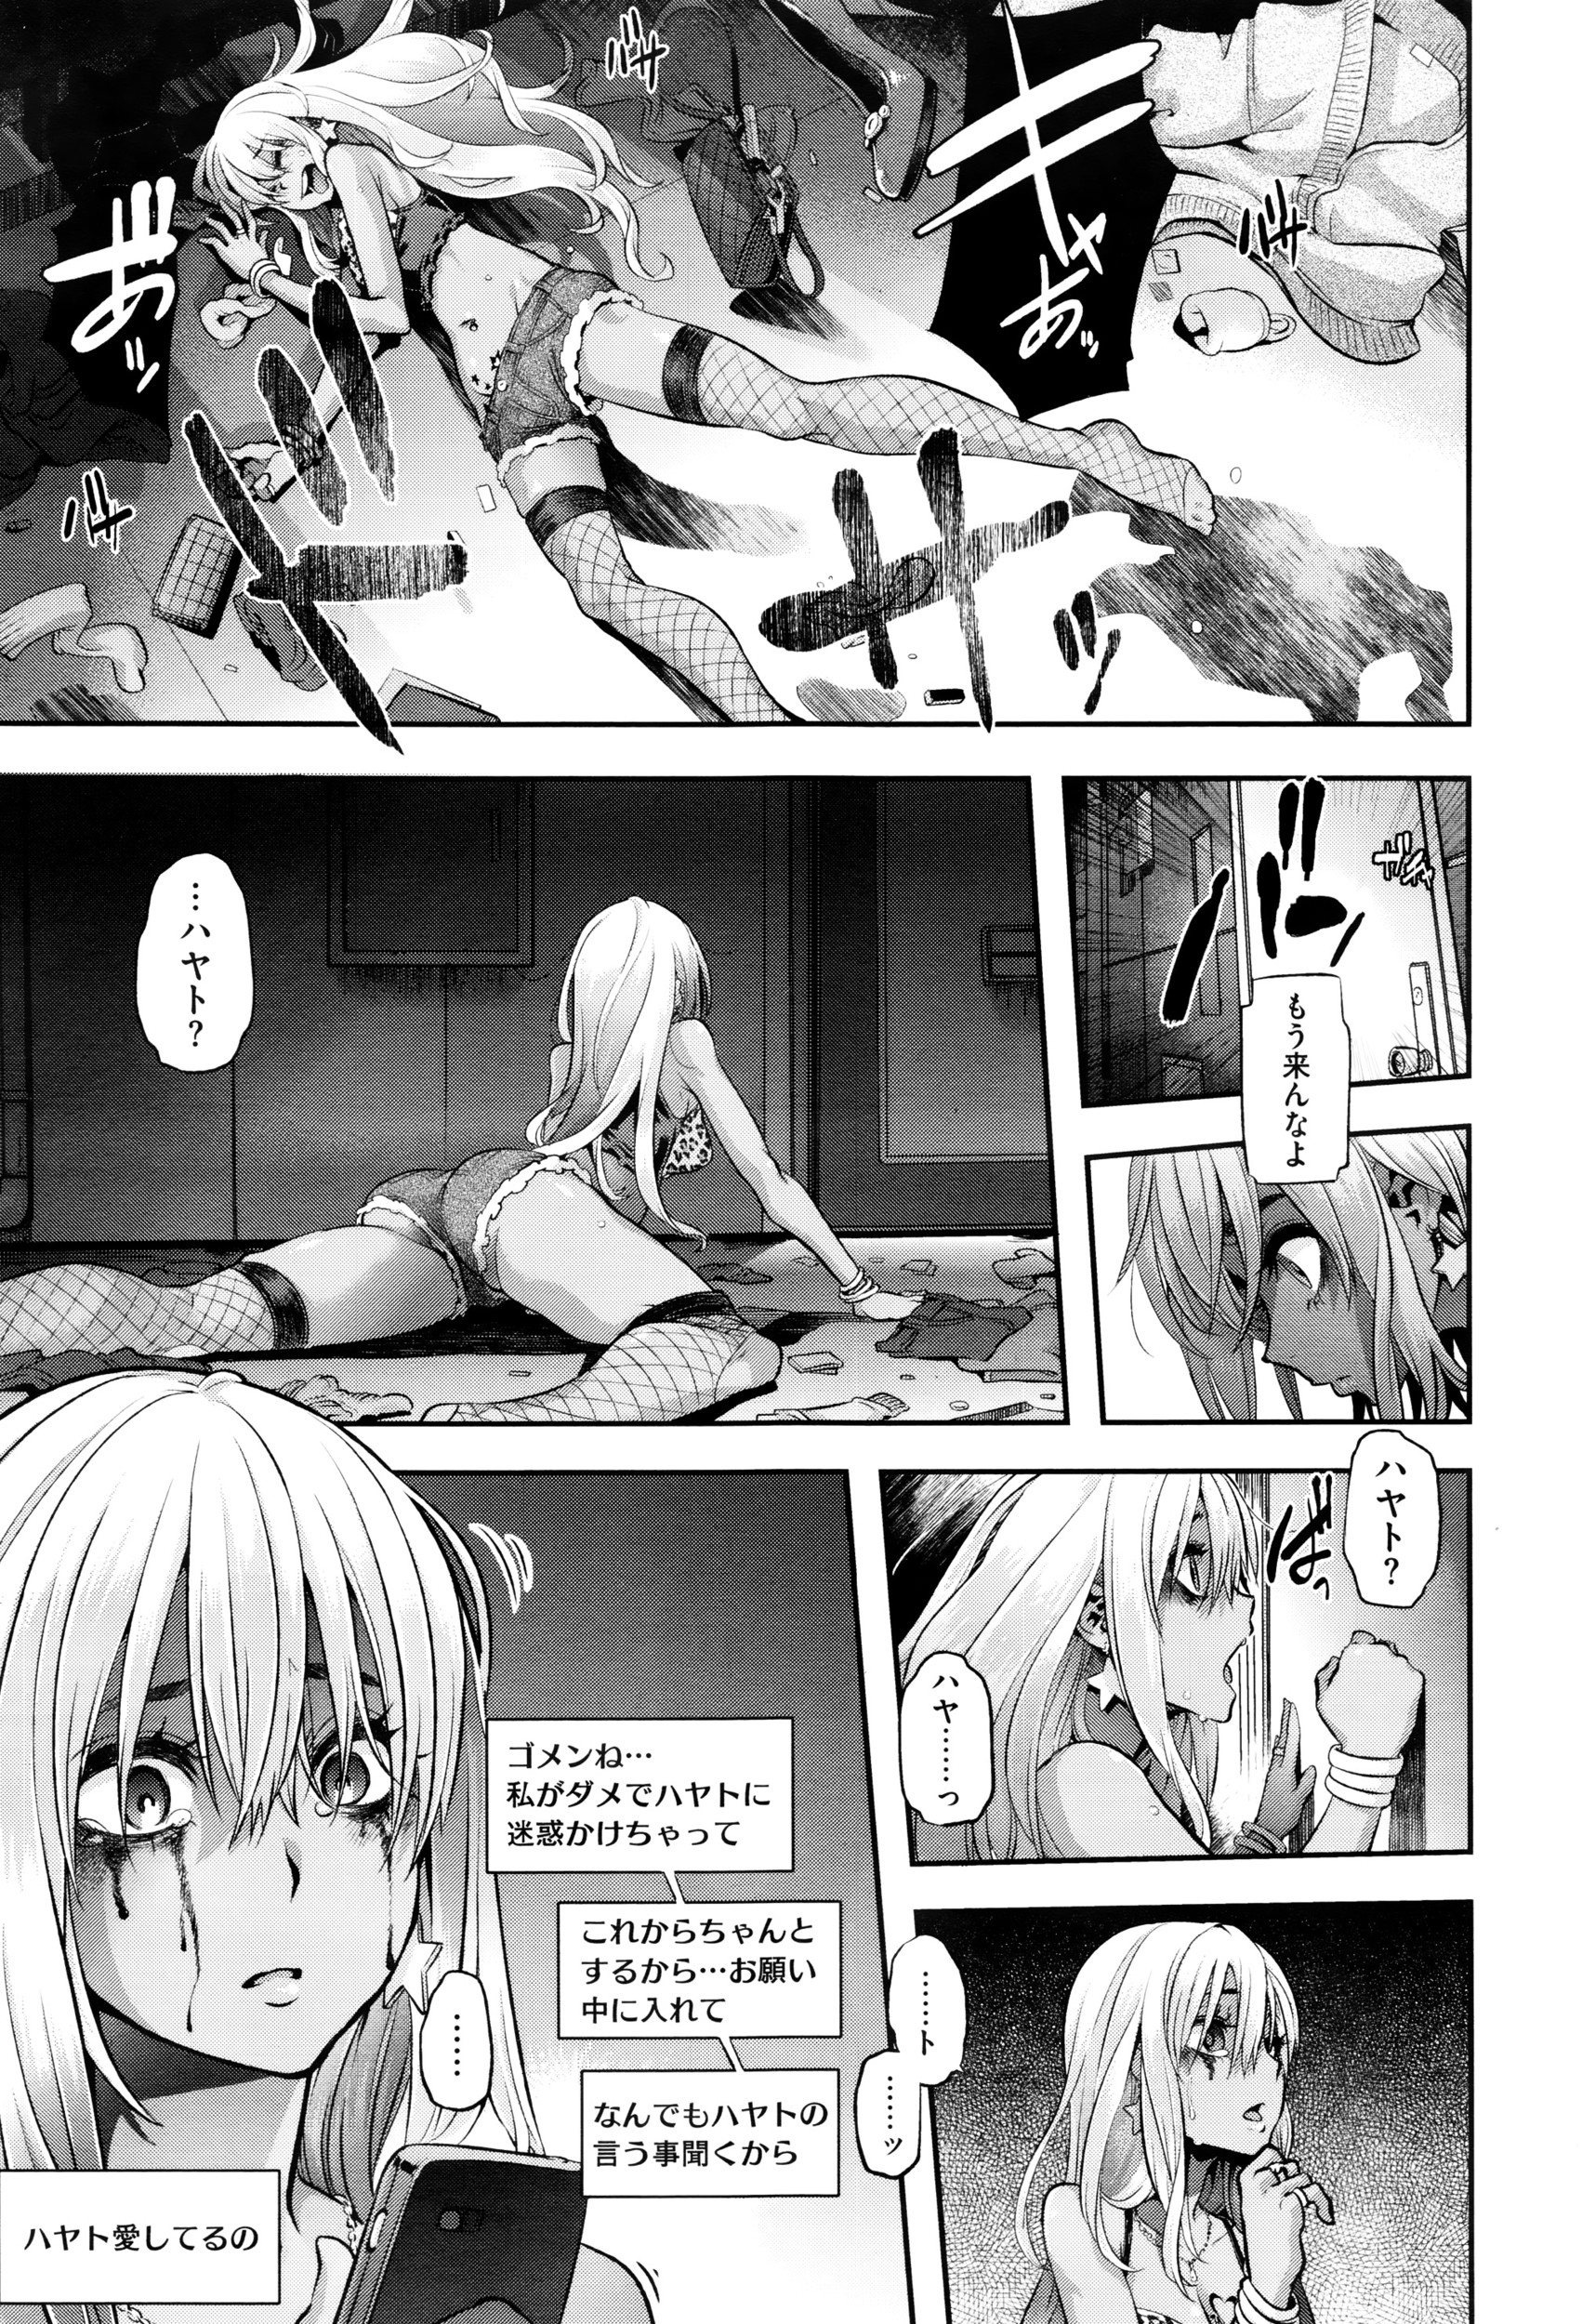 キャあッ
バサ
バサ
あ"ッ
ドサッ
バサ
バン
ガチャ
もう来んなよ
…ハヤト?
ハヤト?
ばっ
ハヤ……っ
……ト
……ッ
ゴメンね…
私がダメでハヤトに
迷惑かけちゃって
これからちゃんと
するから…お願い
中に入れて
なんでもハヤトの
言う事聞くから
……
ハヤト愛してるの